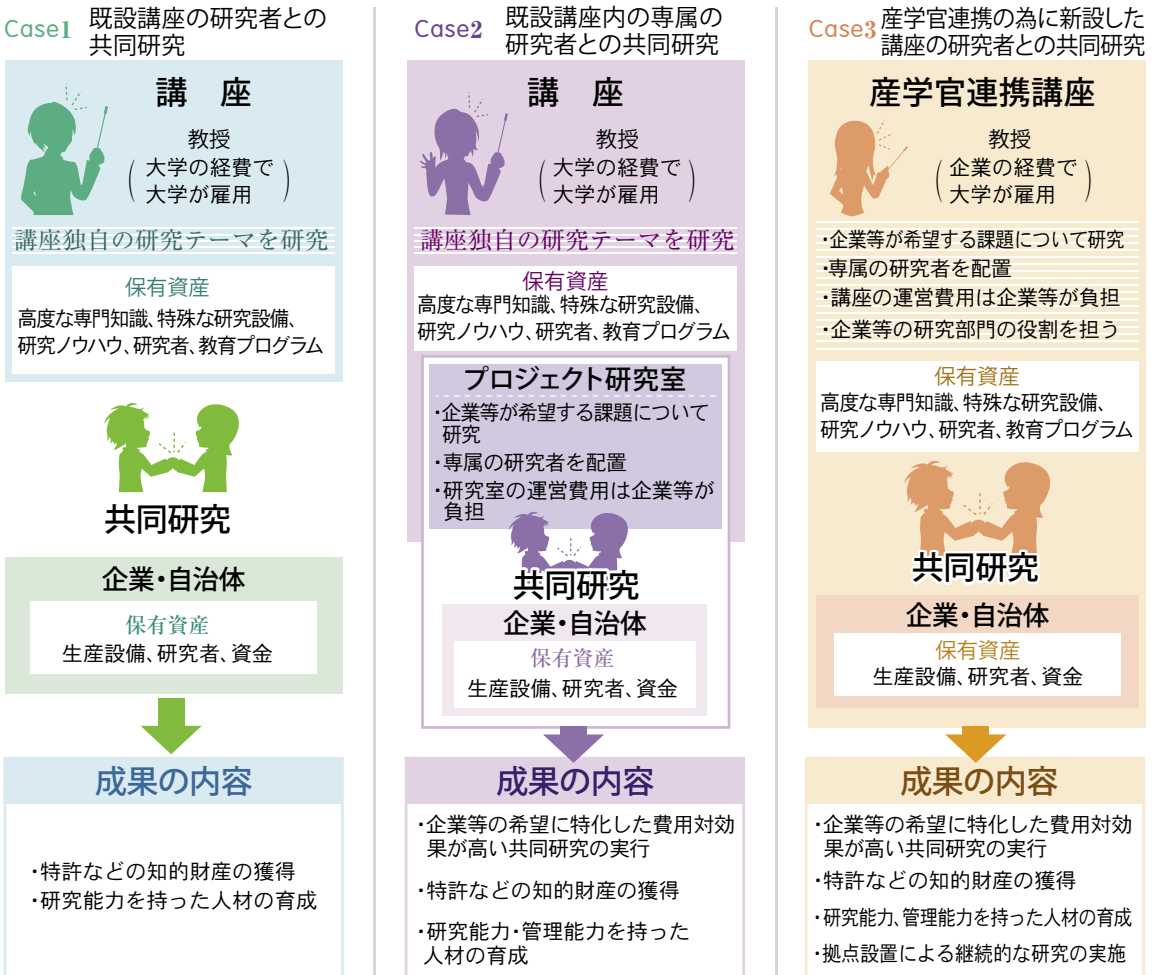 Case1 既設講座の研究者との
共同研究
講　座
教授
(大学の経費で
大学が雇用)
講座独自の研究テーマを研究
保有資産
高度な専門知識、特殊な研究設備、
研究ノウハウ、研究者、教育プログラム
共同研究
企業・自治体
保有資産
生産設備、研究者、資金
成果の内容
・特許などの知的財産の獲得
・研究能力を持った人材の育成
Case2 既設講座内の専属の
研究者との共同研究
講　座
教授
(大学の経費で
大学が雇用)
講座独自の研究テーマを研究
保有資産
高度な専門知識、特殊な研究設備、
研究ノウハウ、研究者、教育プログラム
プロジェクト研究室
・企業等が希望する課題について
研究
・専属の研究者を配置
・研究室の運営費用は企業等が
負担
共同研究
企業・自治体
保有資産
生産設備、研究者、資金
成果の内容
・企業等の希望に特化した費用対効
果が高い共同研究の実行
・特許などの知的財産の獲得
・研究能力・管理能力を持った
人材の育成
Case3 産学官連携の為に新設した
講座の研究者との共同研究
産学官連携講座
教授
(企業の経費で
大学が雇用)
・企業等が希望する課題について研究
・専属の研究者を配置
・講座の運営費用は企業等が負担
・企業等の研究部門の役割を担う
保有資産
高度な専門知識、特殊な研究設備、
研究ノウハウ、研究者、教育プログラム
共同研究
企業・自治体
保有資産
生産設備、研究者、資金
成果の内容
・企業等の希望に特化した費用対効
果が高い共同研究の実行
・特許などの知的財産の獲得
・研究能力、管理能力を持った人材の育成
・拠点設置による継続的な研究の実施